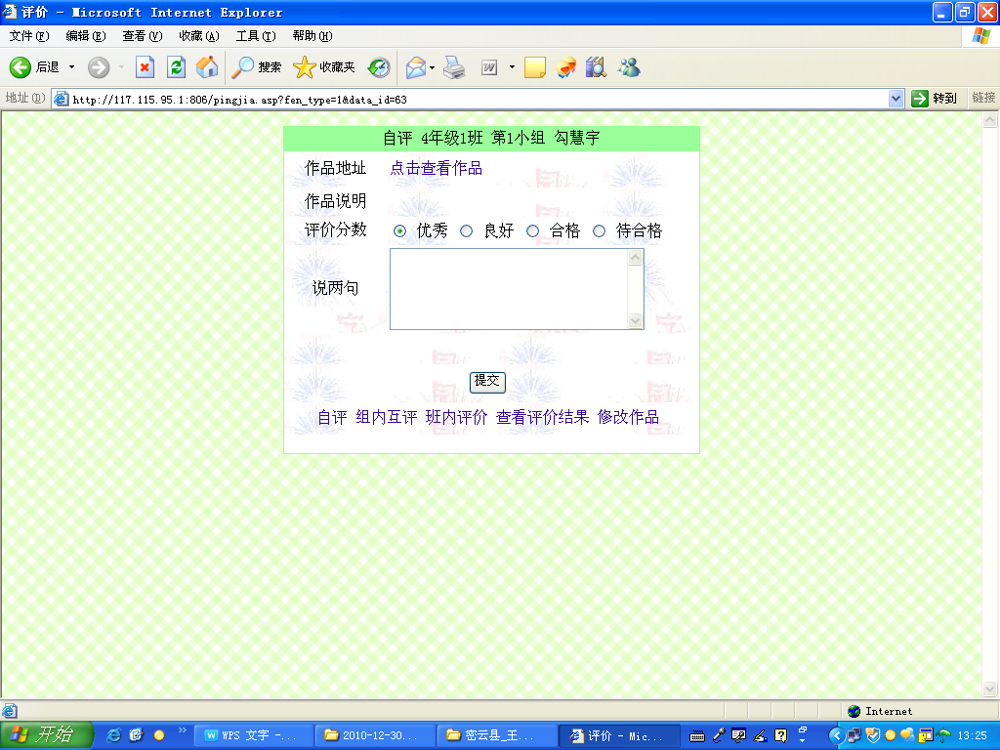 评价 - Microsoft Internet Explorer
文件(F) 编辑(E) 查看(V) 收藏(A) 工具(T) 帮助(H)
后退 搜索 收藏夹
地址(D) http://117.115.95.1:806/pingjia.asp?fen_type=1&data_id=63 转到 链接
自评 4年级1班 第1小组 勾慧宇
作品地址 点击查看作品
作品说明
评价分数 优秀 良好 合格 待合格
说两句
提交
自评 组内互评 班内评价 查看评价结果 修改作品
Internet
开始 WPS 文字 -... 2010-12-30... 密云县_王... 评价 - Mic... 13:25